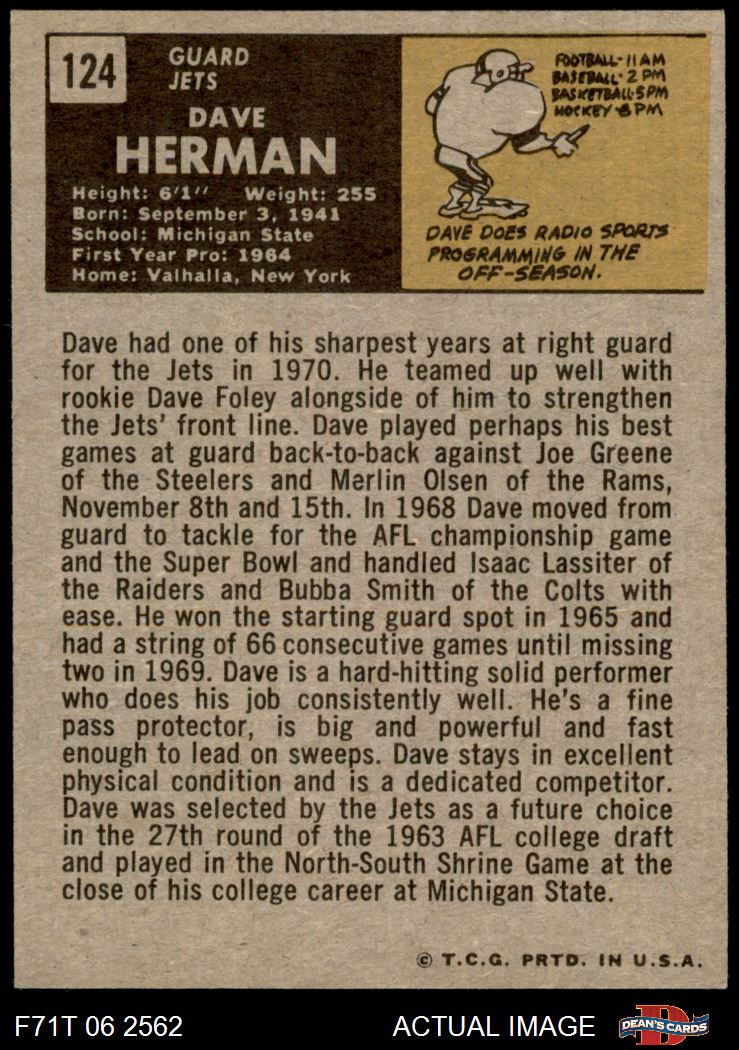 124
GUARD
JETS
DAVE
HERMAN
Height: 6'1'' Weight: 255
Born: September 3, 1941
School: Michigan State
First Year Pro: 1964
Home: Valhalla, New York
FOOTBALL-11AM
BASEBALL-2 PM
BASKETBALL-5PM
HOCKEY-8PM
DAVE DOES RADIO SPORTS
PROGRAMMING IN THE
OFF-SEASON.
Dave had one of his sharpest years at right guard
for the Jets in 1970. He teamed up well with
rookie Dave Foley alongside of him to strengthen
the Jets' front line. Dave played perhaps his best
games at guard back-to-back against Joe Greene
of the Steelers and Merlin Olsen of the Rams,
November 8th and 15th. In 1968 Dave moved from
guard to tackle for the AFL championship game
and the Super Bowl and handled Isaac Lassiter of
the Raiders and Bubba Smith of the Colts with
ease. He won the starting guard spot in 1965 and
had a string of 66 consecutive games until missing
two in 1969. Dave is a hard-hitting solid performer
who does his job consistently well. He's a fine
pass protector, is big and powerful and fast
enough to lead on sweeps. Dave stays in excellent
physical condition and is a dedicated competitor.
Dave was selected by the Jets as a future choice
in the 27th round of the 1963 AFL college draft
and played in the North-South Shrine Game at the
close of his college career at Michigan State.
© T.C.G. PRTD. IN U.S.A.
F71T 06 2562 ACTUAL IMAGE D DEAN'S CARDS